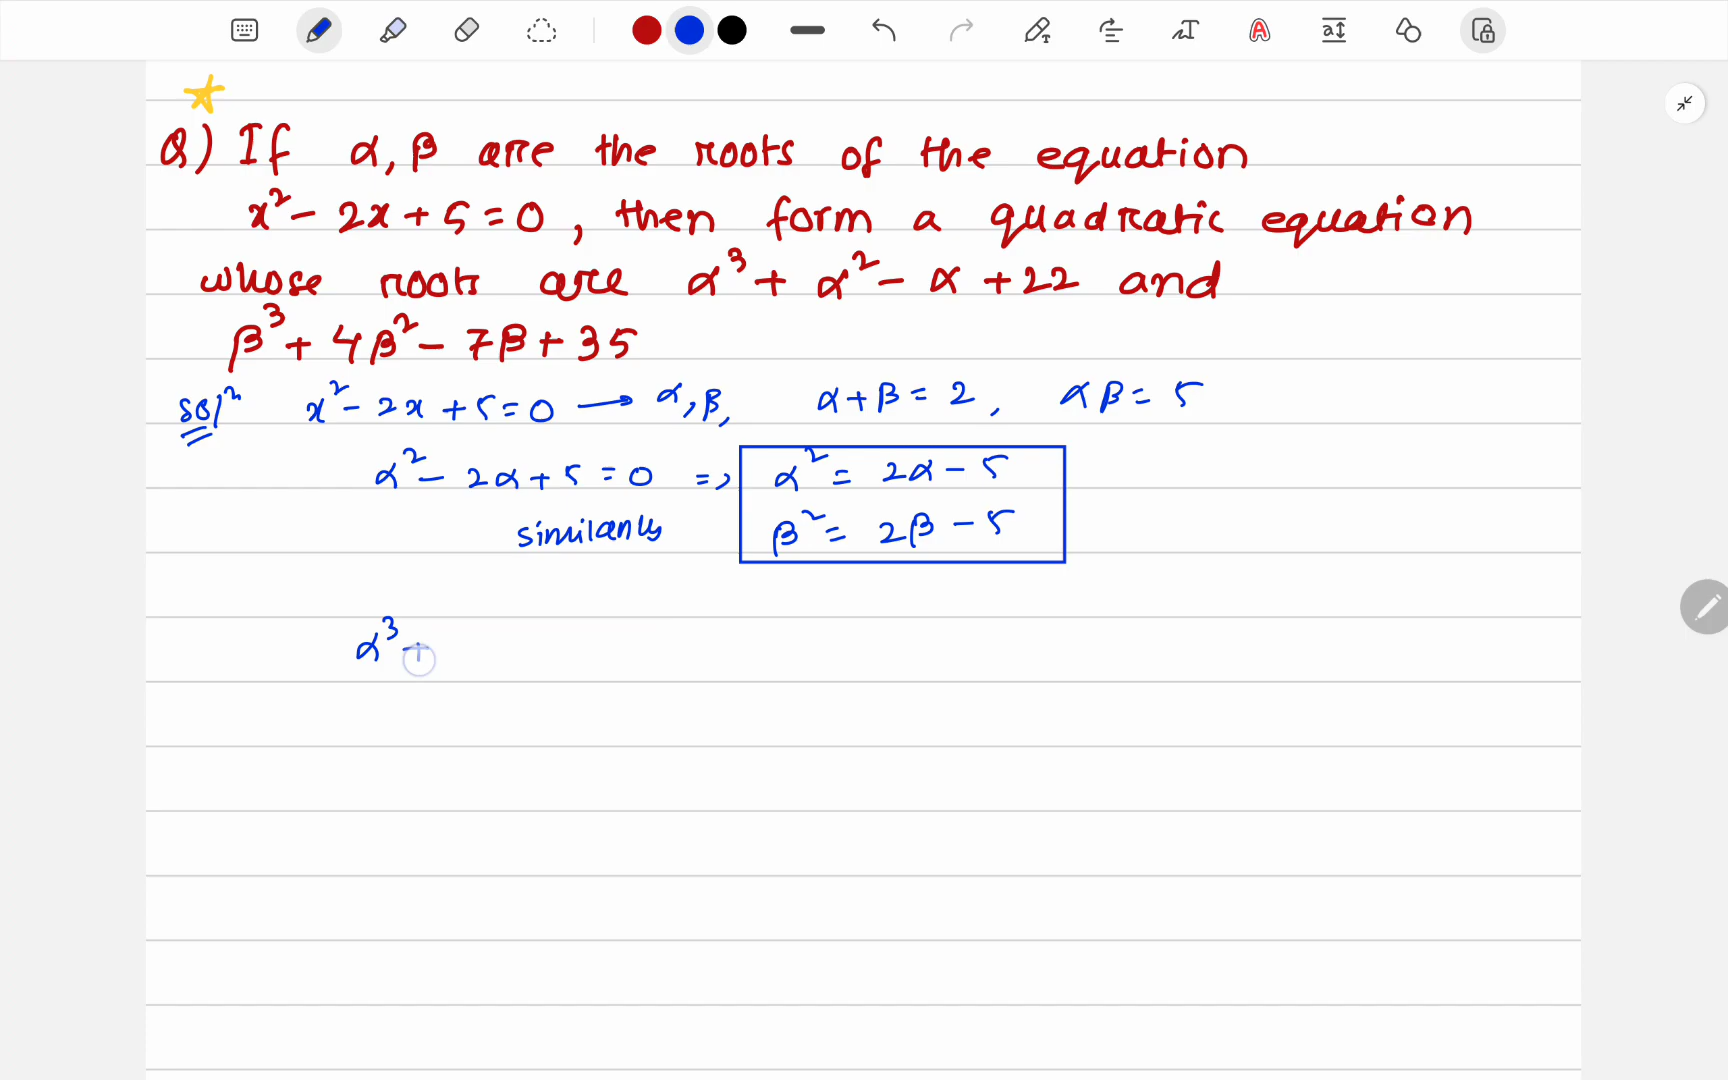 Q) If α, β are the roots of the equation
x² - 2x + 5 = 0, then form a quadratic equation
whose roots are α³ + α² - α + 22 and
β³ + 4β² - 7β + 35
solⁿ x² - 2x + 5 = 0 → α, β, α + β = 2, αβ = 5
α² - 2α + 5 = 0 => α² = 2α - 5
similarly β² = 2β - 5
α³ +